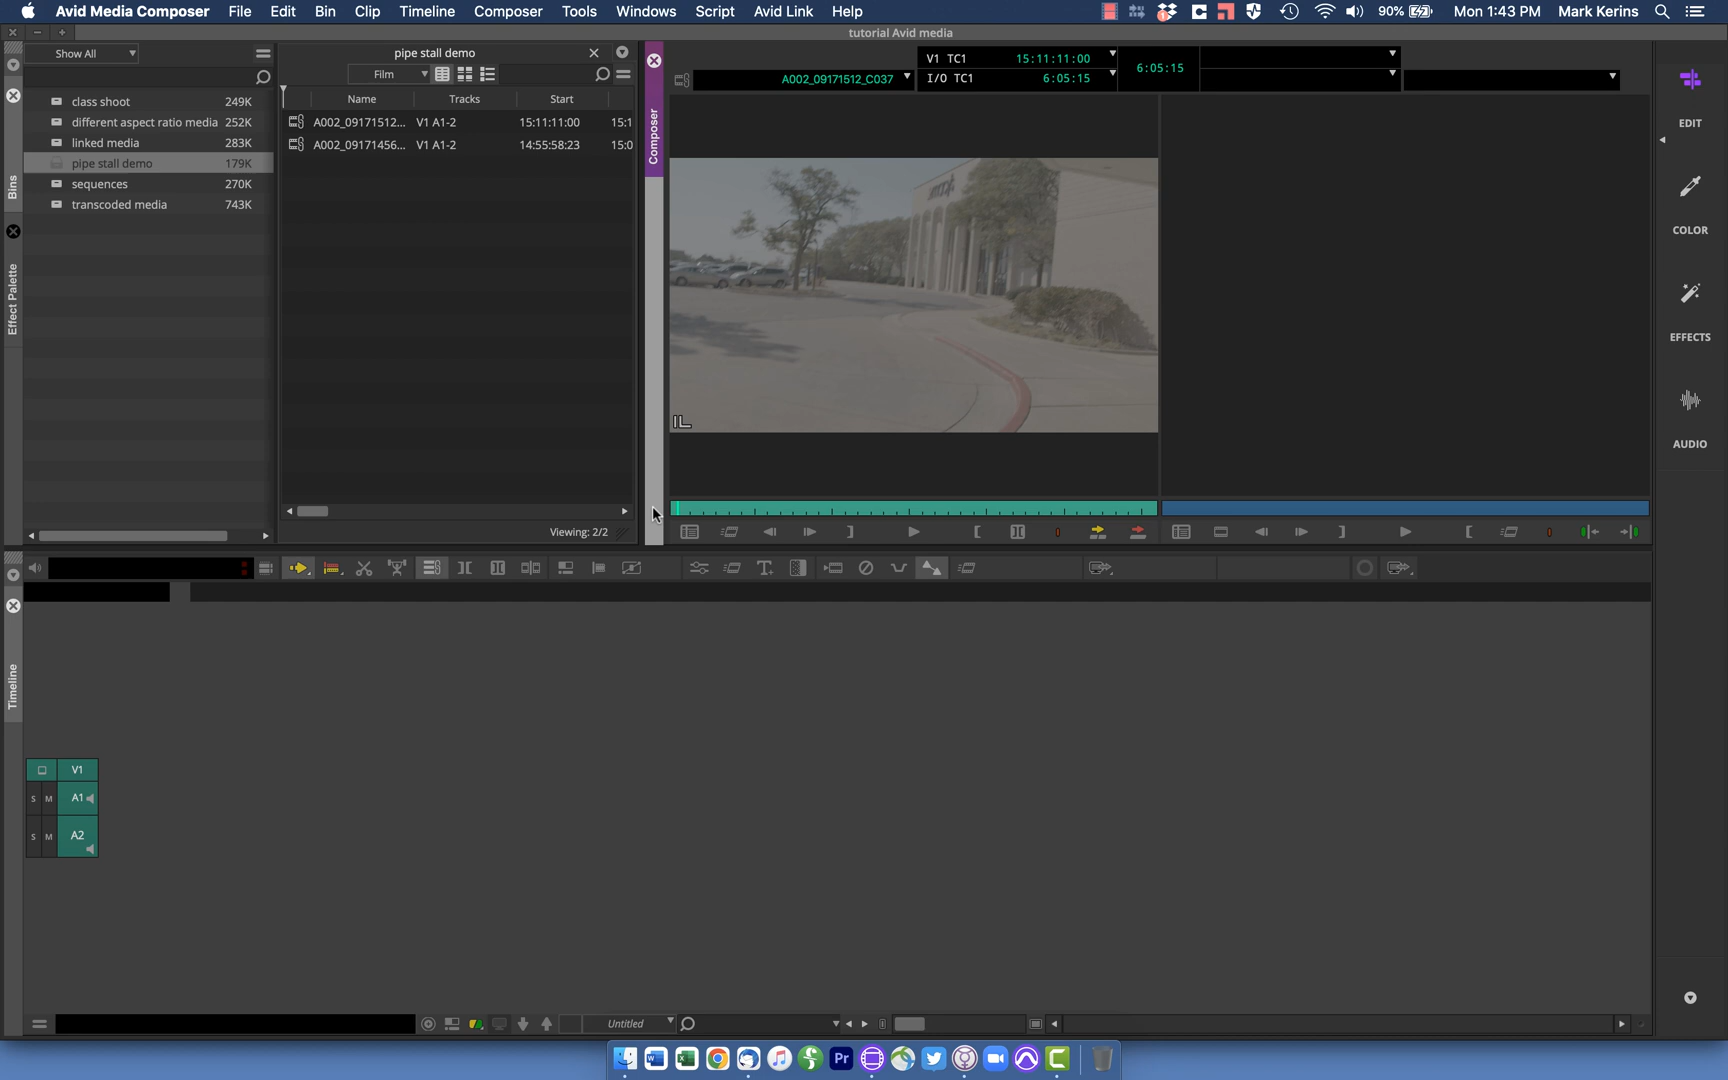 Avid Media Composer File Edit Bin Clip Timeline Composer Tools Windows Script Avid Link Help 90% Mon 1:43 PM Mark Kerins
tutorial Avid media
Show All
class shoot 249K
different aspect ratio media 252K
linked media 283K
pipe stall demo 179K
sequences 270K
transcoded media 743K
Bins
Effect Palette
pipe stall demo
Film
Name Tracks Start
A002_09171512... V1 A1-2 15:11:11:00 15:1
A002_09171456... V1 A1-2 14:55:58:23 15:0
Viewing: 2/2
Composer
A002_09171512_C037
V1 TC1 15:11:11:00
I/O TC1 6:05:15
6:05:15
EDIT
COLOR
EFFECTS
AUDIO
Timeline
V1
S M A1
S M A2
Untitled
Pr